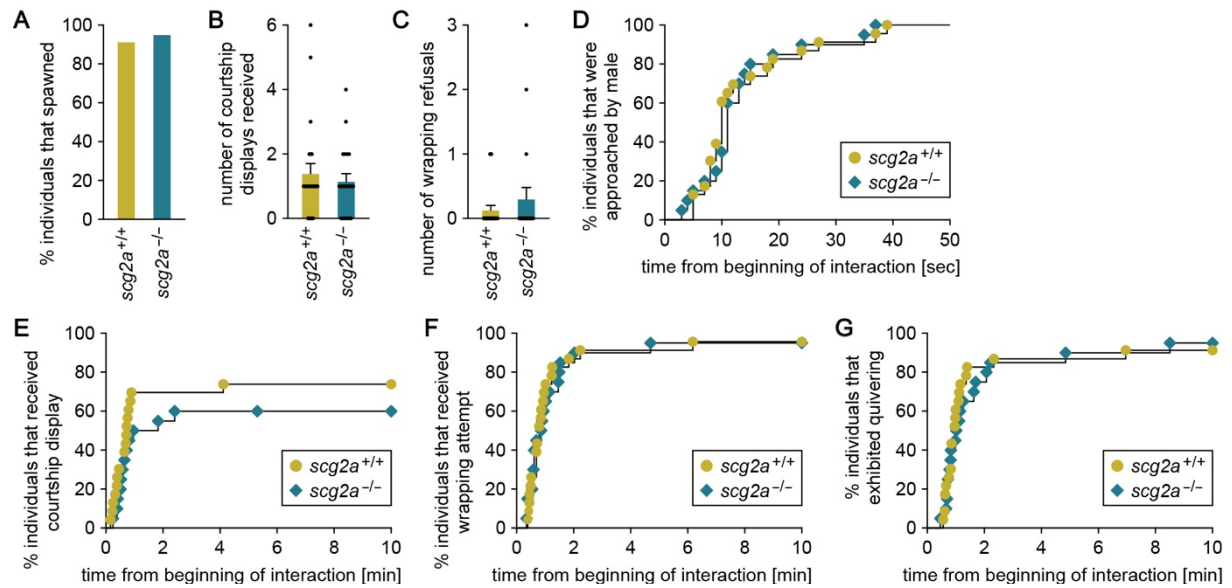 A
% individuals that spawned
100
80
60
40
20
0
scg2a+/+
scg2a−/−
B
number of courtship
displays received
6
4
2
0
scg2a+/+
scg2a−/−
C
number of wrapping refusals
3
2
1
0
scg2a+/+
scg2a−/−
D
% individuals that were
approached by male
100
80
60
40
20
0
0 10 20 30 40 50
time from beginning of interaction [sec]
scg2a+/+
scg2a−/−
E
% individuals that received
courtship display
100
80
60
40
20
0
0 2 4 6 8 10
time from beginning of interaction [min]
scg2a+/+
scg2a−/−
F
% individuals that received
wrapping attempt
100
80
60
40
20
0
0 2 4 6 8 10
time from beginning of interaction [min]
scg2a+/+
scg2a−/−
G
% individuals that
exhibited quivering
100
80
60
40
20
0
0 2 4 6 8 10
time from beginning of interaction [min]
scg2a+/+
scg2a−/−